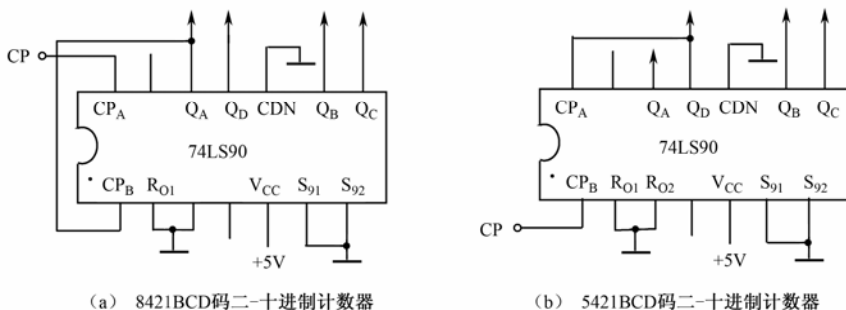 CP
CP_A Q_A Q_D CDN Q_B Q_C
74LS90
CP_B R_O1 V_CC S_91 S_92
+5V
(a) 8421BCD码二-十进制计数器
CP_A Q_A Q_D CDN Q_B Q_C
74LS90
CP_B R_O1 R_O2 V_CC S_91 S_92
CP
+5V
(b) 5421BCD码二-十进制计数器